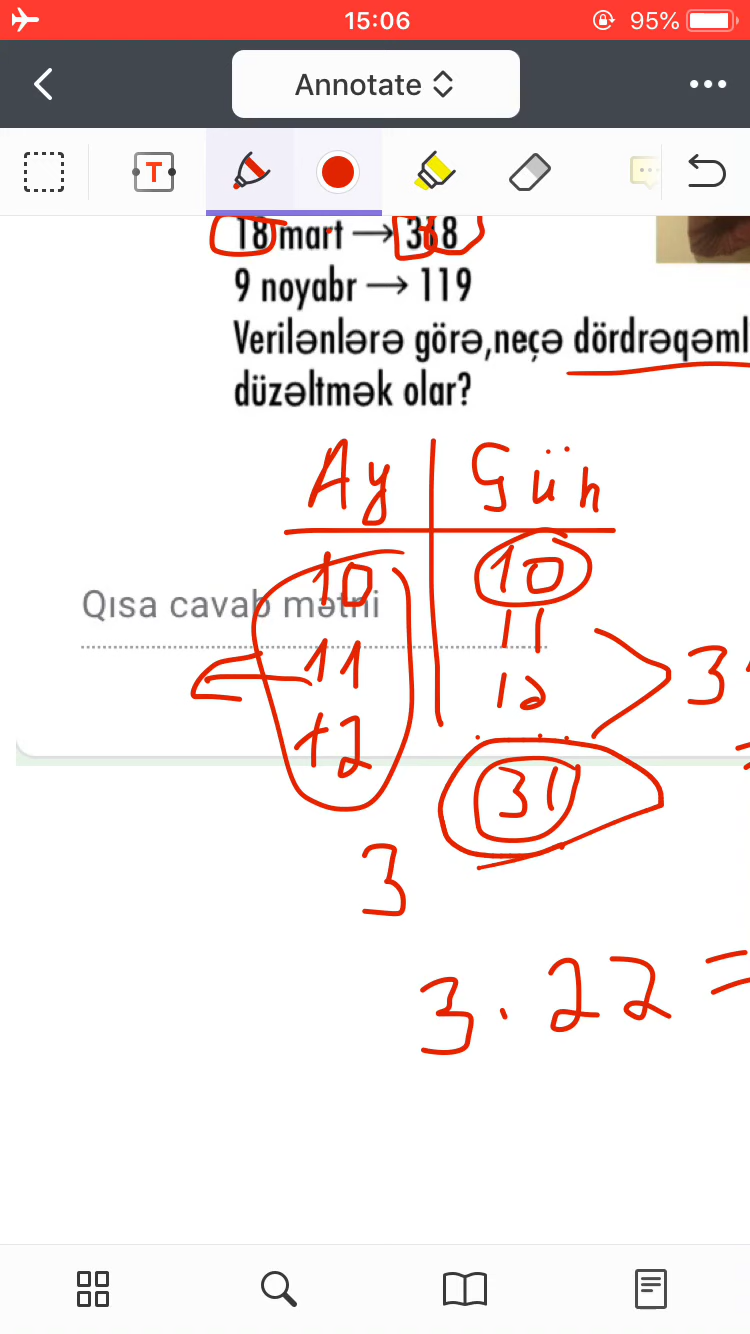 15:06
95%
Annotate
T
18 mart → 318
9 noyabr → 119
Verilənlərə görə,neçə dördrəqəml
düzəltmək olar?
Ay Gün
10 10
Qısa cavab mətni
11 11
12 12
31
3
3 · 22 =